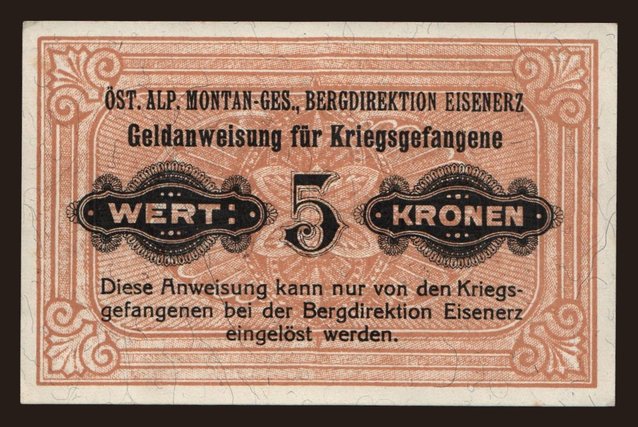 ÖST. ALP. MONTAN-GES., BERGDIREKTION EISENERZ
Geldanweisung für Kriegsgefangene
WERT: 5 KRONEN
Diese Anweisung kann nur von den Kriegs-
gefangenen bei der Bergdirektion Eisenerz
eingelöst werden.